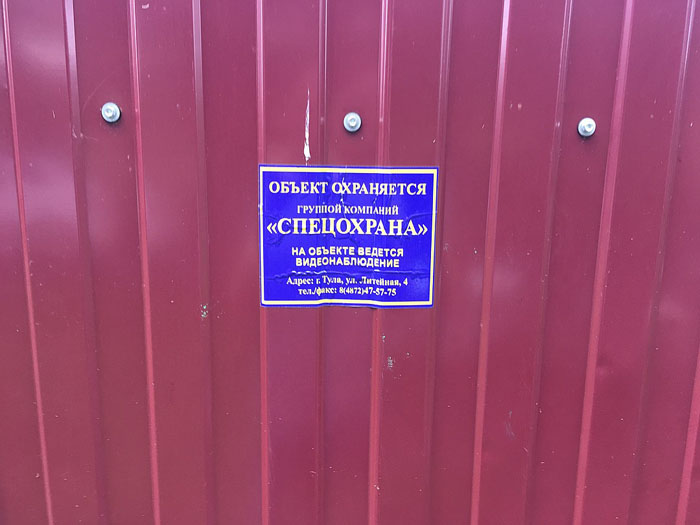 ОБЪЕКТ ОХРАНЯЕТСЯ
ГРУППОЙ КОМПАНИЙ
«СПЕЦОХРАНА»
НА ОБЪЕКТЕ ВЕДЕТСЯ
ВИДЕОНАБЛЮДЕНИЕ
Адрес: г. Тула, ул. Литейная, 4
тел./факс: 8(4872)47-57-75